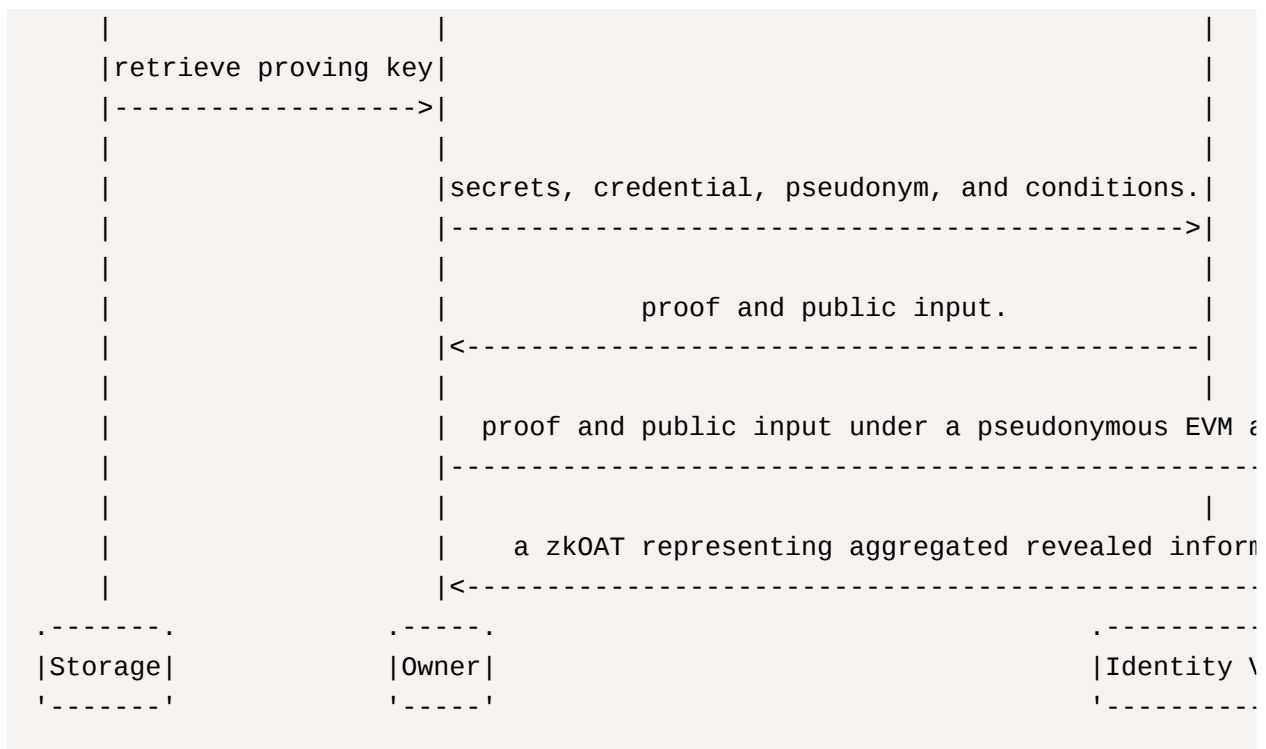 retrieve proving key
secrets, credential, pseudonym, and conditions.
proof and public input.
proof and public input under a pseudonymous EVM
a zkOAT representing aggregated revealed
Storage Owner Identity